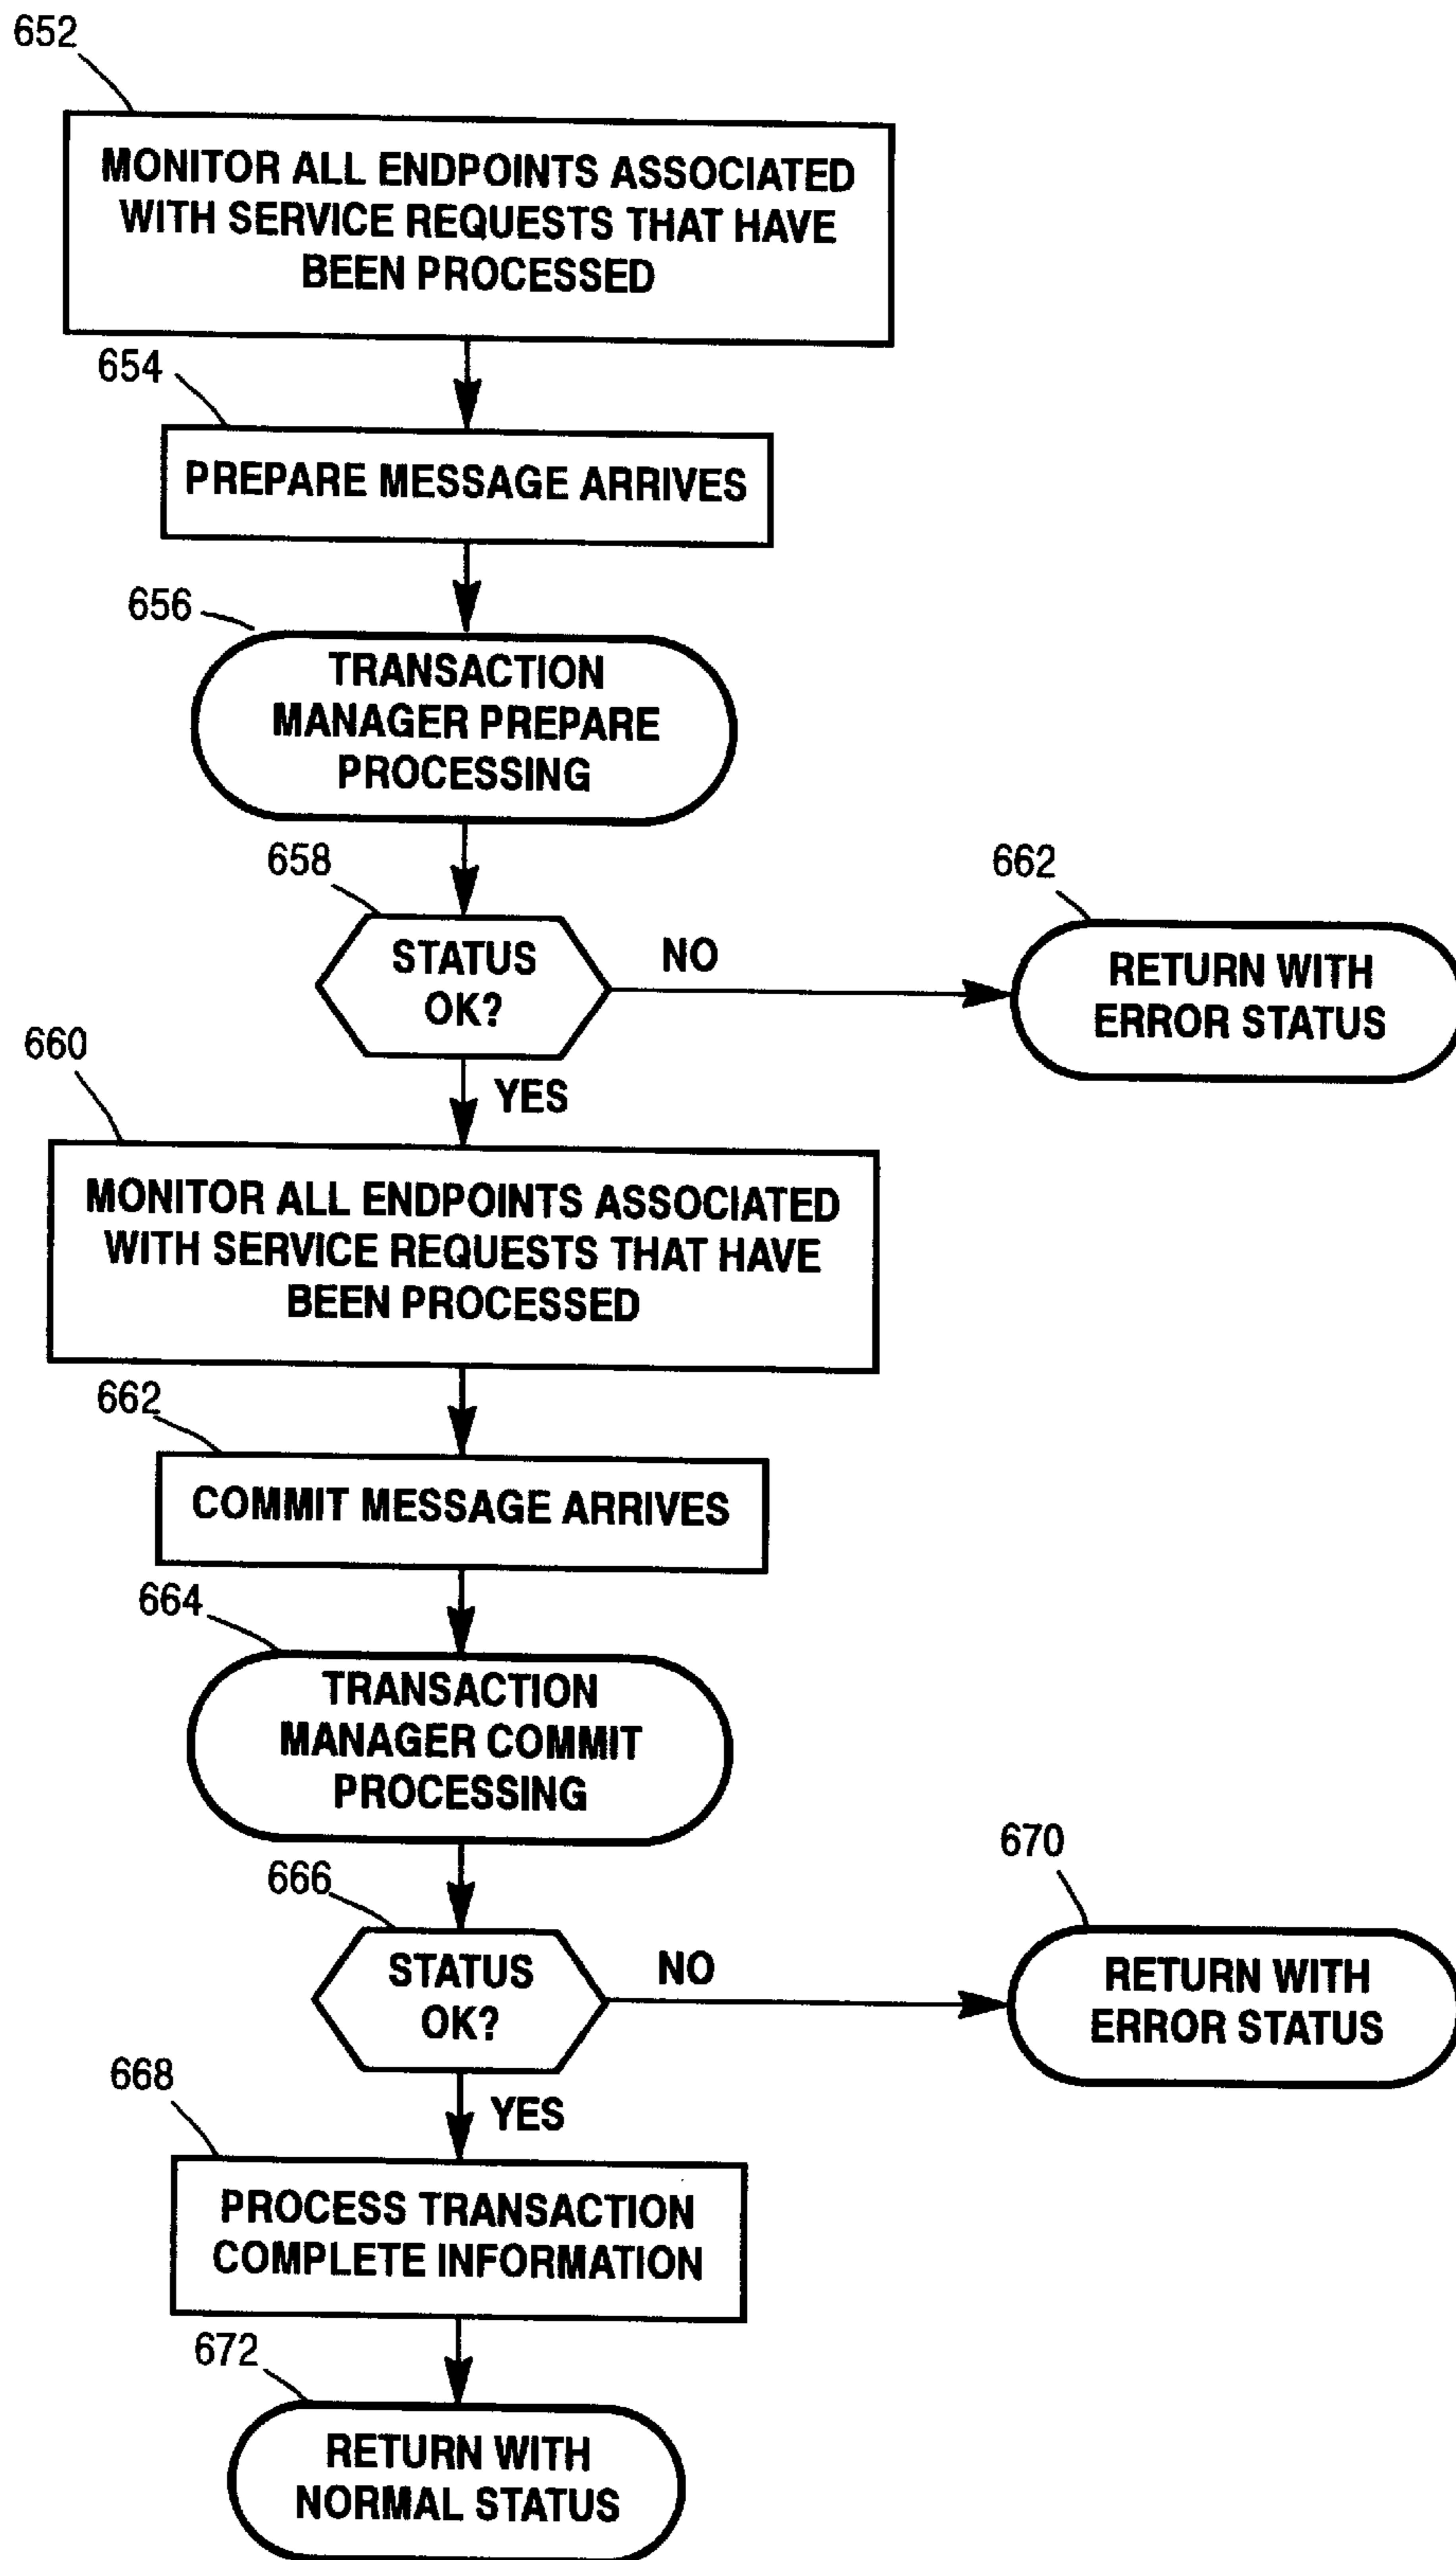 652
MONITOR ALL ENDPOINTS ASSOCIATED
WITH SERVICE REQUESTS THAT HAVE
BEEN PROCESSED
654
PREPARE MESSAGE ARRIVES
656
TRANSACTION
MANAGER PREPARE
PROCESSING
658
STATUS
OK?
NO
662
RETURN WITH
ERROR STATUS
YES
660
MONITOR ALL ENDPOINTS ASSOCIATED
WITH SERVICE REQUESTS THAT HAVE
BEEN PROCESSED
662
COMMIT MESSAGE ARRIVES
664
TRANSACTION
MANAGER COMMIT
PROCESSING
666
STATUS
OK?
NO
670
RETURN WITH
ERROR STATUS
YES
668
PROCESS TRANSACTION
COMPLETE INFORMATION
672
RETURN WITH
NORMAL STATUS